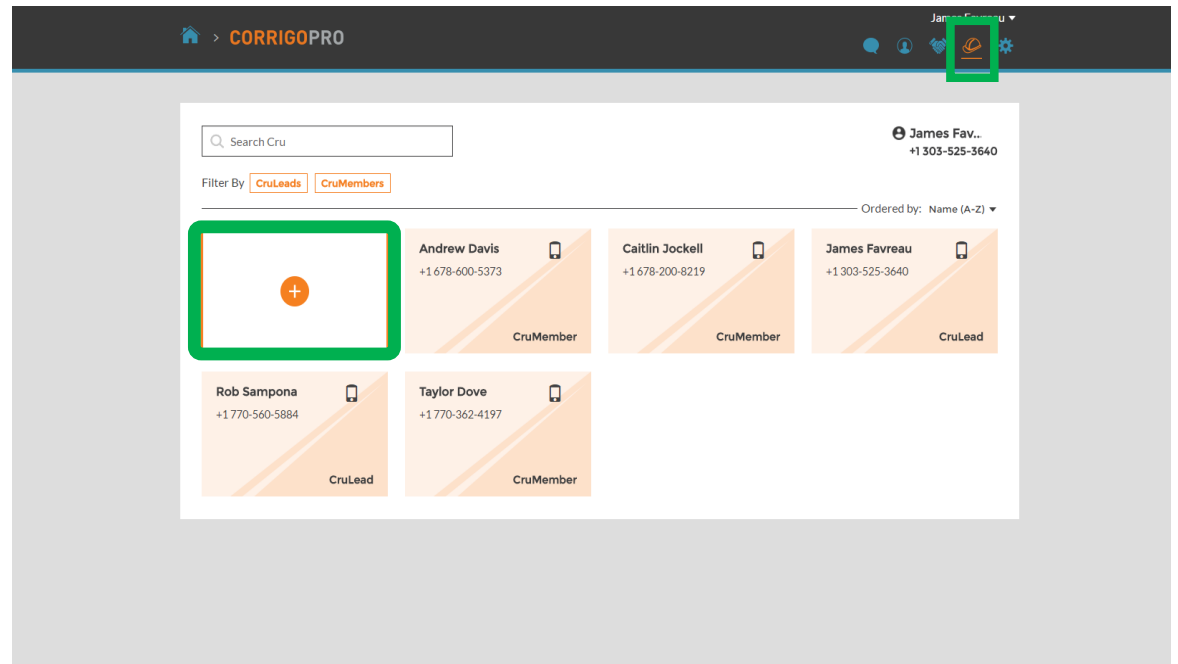 James Favreau
> CORRIGOPRO
Search Cru
James Fav...
+1 303-525-3640
Filter By CruLeads CruMembers
Ordered by: Name (A-Z)
Andrew Davis
+1 678-600-5373
CruMember
Caitlin Jockell
+1 678-200-8219
CruMember
James Favreau
+1 303-525-3640
CruLead
Rob Sampona
+1 770-560-5884
CruLead
Taylor Dove
+1 770-362-4197
CruMember